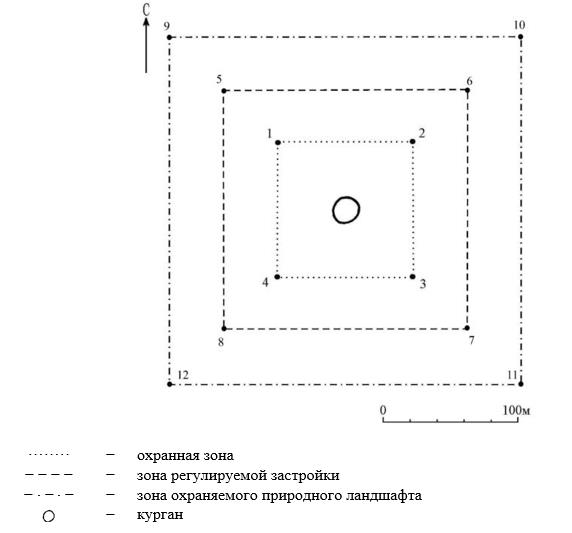 С
9
10
5
6
1
2
4
3
8
7
12
11
0
100м
– охранная зона
– зона регулируемой застройки
– зона охраняемого природного ландшафта
– курган